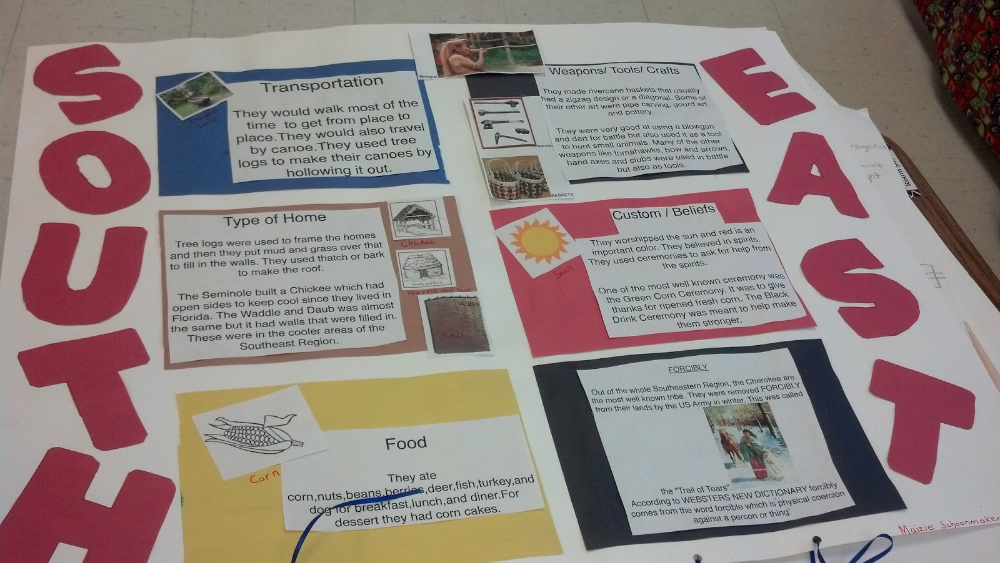 SOUTH
EAST
Transportation
They would walk most of the
time to get from place to
place.They would also travel
by canoe.They used tree
logs to make their canoes by
hollowing it out.
Blowgun
Weapons/ Tools/ Crafts
They made rivercane baskets that usually
had a zigzag design or a diagonal. Some of
their other art were pipe carving, gourd art
and pottery.
They were very good at using a blowgun
and dart for battle but also used it as a tool
to hunt small animals. Many of the other
weapons like tomahawks, bow and arrows,
hand axes and clubs were used in battle
but also as tools.
warclub
BASKETS
Type of Home
Tree logs were used to frame the homes
and then they put mud and grass over that
to fill in the walls. They used thatch or bark
to make the roof.
The Seminole built a Chickee which had
open sides to keep cool since they lived in
Florida. The Waddle and Daub was almost
the same but it had walls that were filled in.
These were in the cooler areas of the
Southeast Region.
Chickee
Chickee
Wattle and Daub
Wattle and Daub
Daub
Custom / Beliefs
They worshipped the sun and red is an
important color. They believed in spirits.
They used ceremonies to ask for help from
the spirits.
One of the most well known ceremony was
the Green Corn Ceremony. It was to give
thanks for ripened fresh corn. The Black
Drink Ceremony was meant to help make
them stronger.
Sun
Food
They ate
corn,nuts,beans,berries,deer,fish,turkey,and
dog for breakfast,lunch,and diner.For
dessert they had corn cakes.
Corn
FORCIBLY
Out of the whole Southeastern Region, the Cherokee are
the most well known tribe. They were removed FORCIBLY
from their lands by the US Army in winter. This was called
the "Trail of Tears".
According to WEBSTERS NEW DICTIONARY forcibly
comes from the word forcible which is physical coercion
against a person or thing.
Maizie Schoonmaker
Room